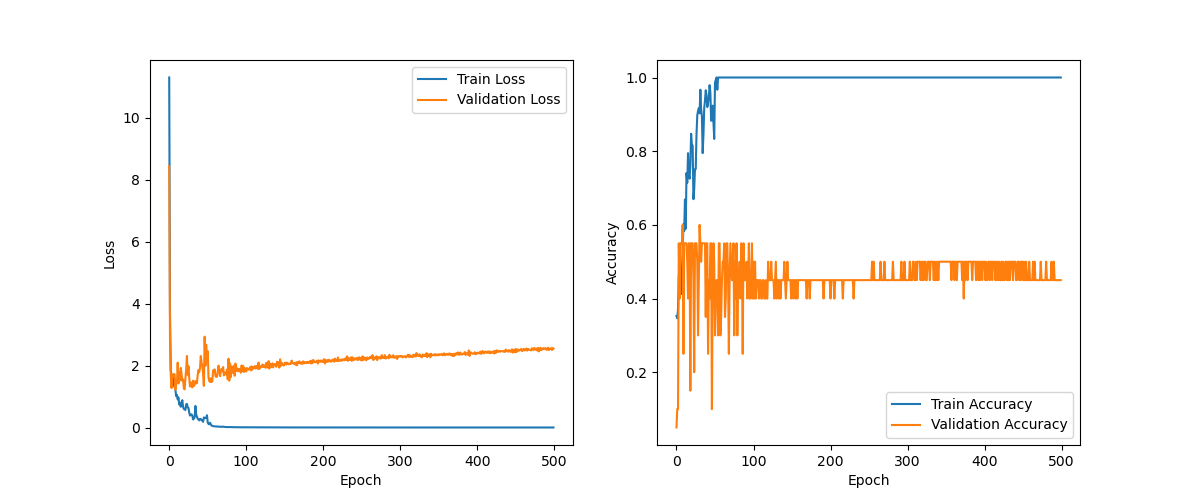 Train Loss
Validation Loss
10
8
6
4
2
0
Loss
0 100 200 300 400 500
Epoch
1.0
0.8
0.6
0.4
0.2
Accuracy
Train Accuracy
Validation Accuracy
0 100 200 300 400 500
Epoch